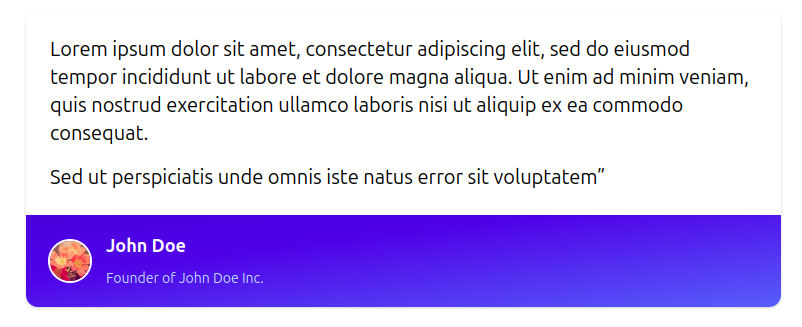 Lorem ipsum dolor sit amet, consectetur adipiscing elit, sed do eiusmod
tempor incididunt ut labore et dolore magna aliqua. Ut enim ad minim veniam,
quis nostrud exercitation ullamco laboris nisi ut aliquip ex ea commodo
consequat.
Sed ut perspiciatis unde omnis iste natus error sit voluptatem”
John Doe
Founder of John Doe Inc.